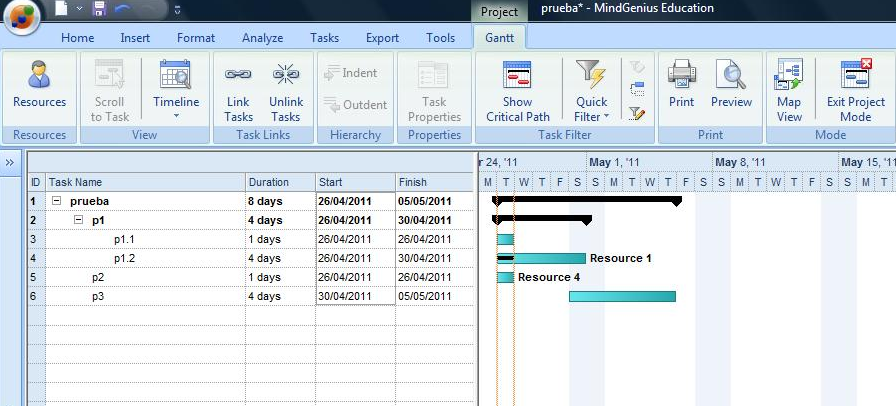 Project prueba* - MindGenius Education
Home Insert Format Analyze Tasks Export Tools Gantt
Resources Scroll to Task Timeline Link Tasks Unlink Tasks Indent Outdent Task Properties Show Critical Path Quick Filter Print Preview Map View Exit Project Mode
Resources View Task Links Hierarchy Properties Task Filter Print Mode
r 24, '11 May 1, '11 May 8, '11 May 15, '11
ID Task Name Duration Start Finish M T W T F S S M T W T F S S M T W T F S S M T
1 prueba 8 days 26/04/2011 05/05/2011
2 p1 4 days 26/04/2011 30/04/2011
3 p1.1 1 days 26/04/2011 26/04/2011
4 p1.2 4 days 26/04/2011 30/04/2011 Resource 1
5 p2 1 days 26/04/2011 26/04/2011 Resource 4
6 p3 4 days 30/04/2011 05/05/2011